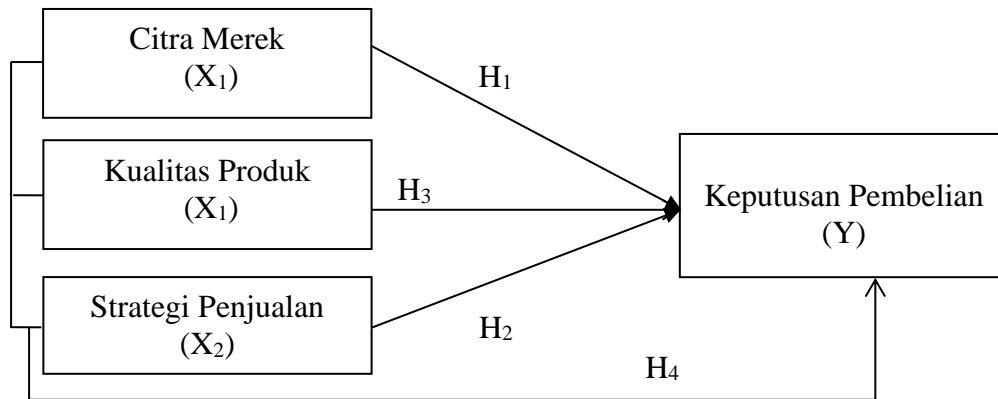 Citra Merek
(X₁)
H₁
Kualitas Produk
(X₁)
H₃
Keputusan Pembelian
(Y)
Strategi Penjualan
(X₂)
H₂
H₄